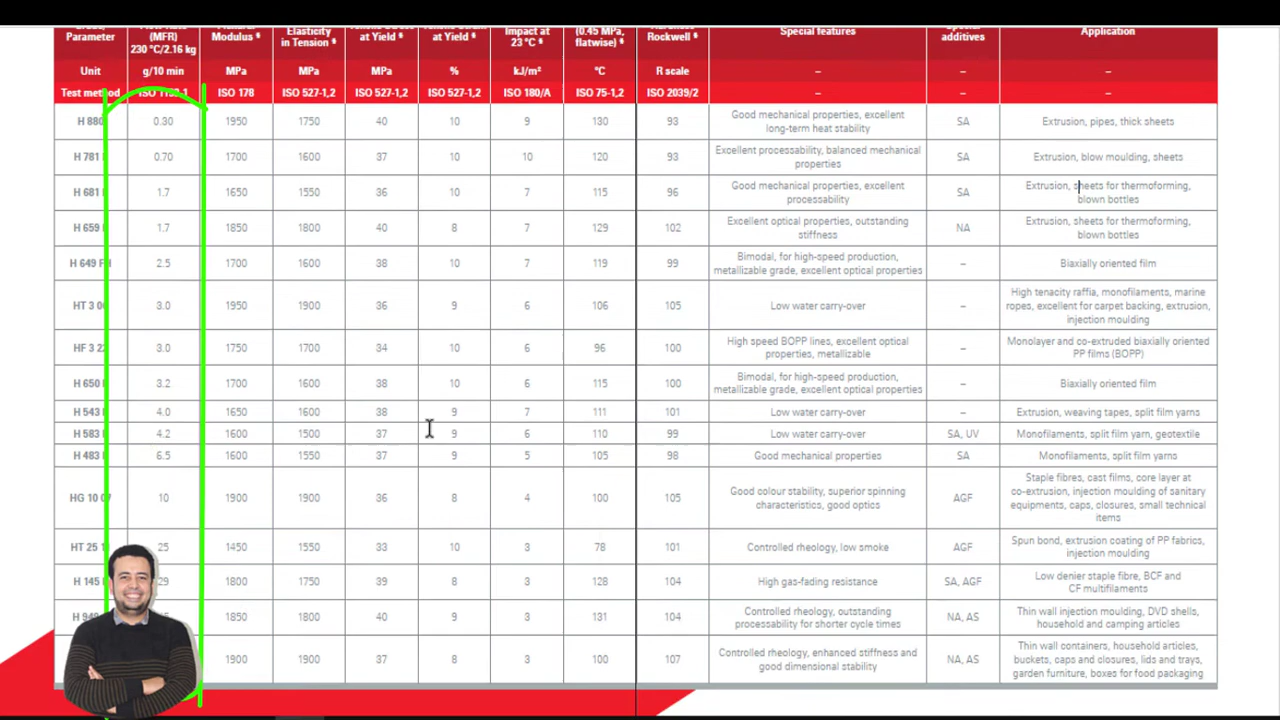 Parameter (MFR) Modulus ⁶ Elasticity at Yield ⁶ at Yield ⁶ Impact at (0.45 MPa, Rockwell ⁶ Special features additives Application
230 °C/2.16 kg in Tension ⁶ 23 °C ⁶ flatwise) ⁶
Unit g/10 min MPa MPa MPa % kJ/m² °C R scale – – –
Test method ISO 1133-1 ISO 178 ISO 527-1,2 ISO 527-1,2 ISO 527-1,2 ISO 180/A ISO 75-1,2 ISO 2039/2 – – –
H 880 0.30 1950 1750 40 10 9 130 93 Good mechanical properties, excellent SA Extrusion, pipes, thick sheets
long-term heat stability
H 781 0.70 1700 1600 37 10 10 120 93 Excellent processability, balanced mechanical SA Extrusion, blow moulding, sheets
properties
H 681 1.7 1650 1550 36 10 7 115 96 Good mechanical properties, excellent SA Extrusion, sheets for thermoforming,
processability blown bottles
H 659 1.7 1850 1800 40 8 7 129 102 Excellent optical properties, outstanding NA Extrusion, sheets for thermoforming,
stiffness blown bottles
H 649 2.5 1700 1600 38 10 7 119 99 Bimodal, for high-speed production, – Biaxially oriented film
metallizable grade, excellent optical properties
HT 3 3.0 1950 1900 36 9 6 106 105 Low water carry-over – High tenacity raffia, monofilaments, marine
ropes, excellent for carpet backing, extrusion,
injection moulding
HF 3 3.0 1750 1700 34 10 6 96 100 High speed BOPP lines, excellent optical – Monolayer and co-extruded biaxially oriented
properties, metallizable PP films (BOPP)
H 650 3.2 1700 1600 38 10 6 115 100 Bimodal, for high-speed production, – Biaxially oriented film
metallizable grade, excellent optical properties
H 543 4.0 1650 1600 38 9 7 111 101 Low water carry-over – Extrusion, weaving tapes, split film yarns
H 583 4.2 1600 1500 37 9 6 110 99 Low water carry-over SA, UV Monofilaments, split film yarn, geotextile
H 483 6.5 1600 1550 37 9 5 105 98 Good mechanical properties SA Monofilaments, split film yarns
HG 10 10 1900 1900 36 8 4 100 105 Good colour stability, superior spinning AGF Staple fibres, cast films, core layer at
characteristics, good optics co-extrusion, injection moulding of sanitary
equipments, caps, closures, small technical
items
HT 25 25 1450 1550 33 10 3 78 101 Controlled rheology, low smoke AGF Spun bond, extrusion coating of PP fabrics,
injection moulding
H 145 29 1800 1750 39 8 3 128 104 High gas-fading resistance SA, AGF Low denier staple fibre, BCF and
CF multifilaments
1850 1800 40 9 3 131 104 Controlled rheology, outstanding NA, AS Thin wall injection moulding, DVD shells,
processability for shorter cycle times household and camping articles
1900 1900 37 8 3 100 107 Controlled rheology, enhanced stiffness and NA, AS Thin wall containers, household articles,
good dimensional stability buckets, caps and closures, lids and trays,
garden furniture, boxes for food packaging